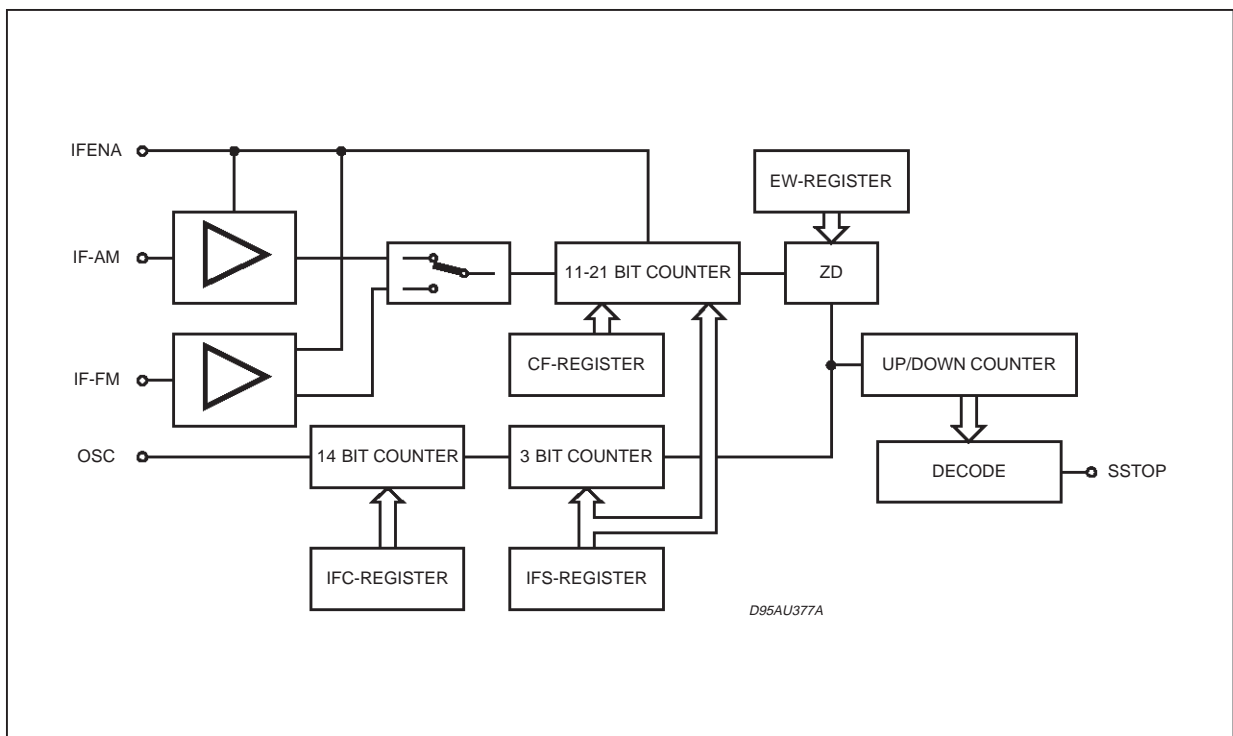 IFENA
EW-REGISTER
IF-AM
11-21 BIT COUNTER
ZD
CF-REGISTER
UP/DOWN COUNTER
IF-FM
OSC
14 BIT COUNTER
3 BIT COUNTER
DECODE
SSTOP
IFC-REGISTER
IFS-REGISTER
D95AU377A